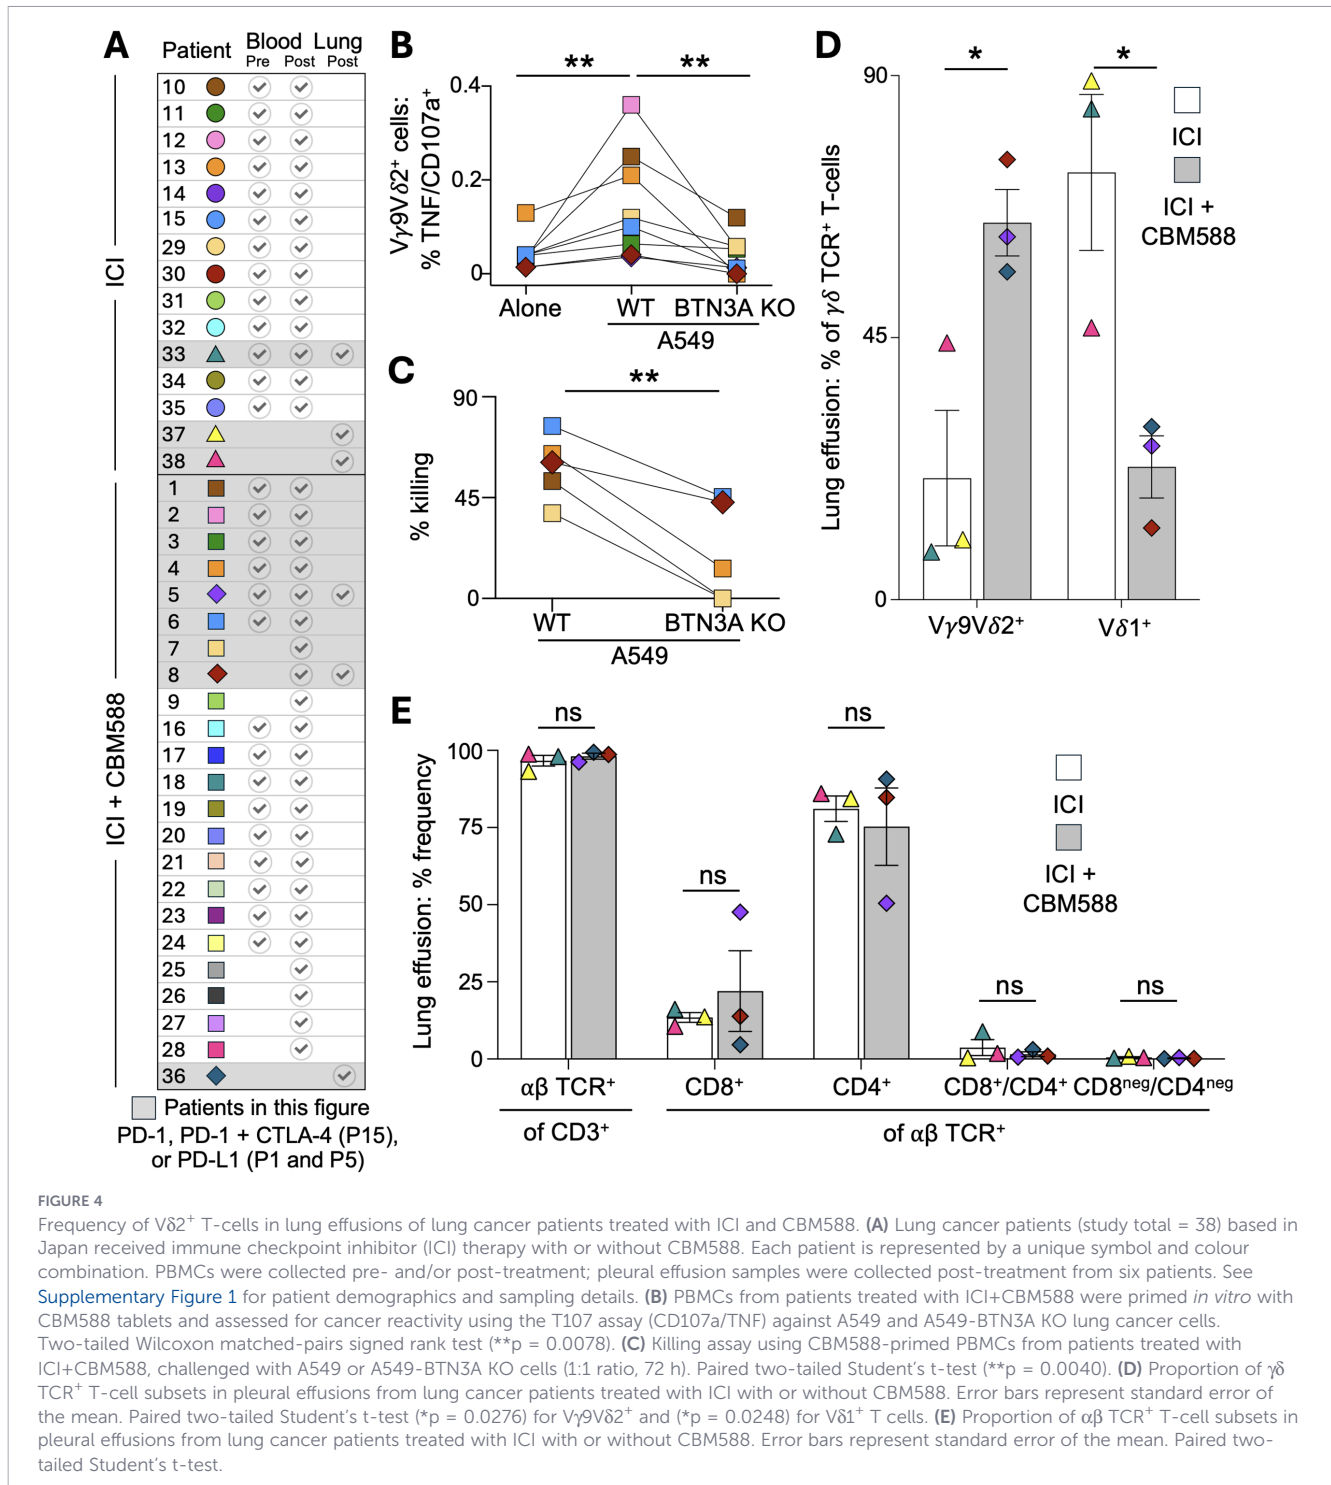 A
Patient Blood Lung
Pre Post Post
ICI
10
11
12
13
14
15
29
30
31
32
33
34
35
37
38
ICI + CBM588
1
2
3
4
5
6
7
8
9
16
17
18
19
20
21
22
23
24
25
26
27
28
36
Patients in this figure
PD-1, PD-1 + CTLA-4 (P15),
or PD-L1 (P1 and P5)
B
** **
Vγ9Vδ2⁺ cells:
% TNF/CD107a⁺
0.4
0.2
0
Alone WT BTN3A KO
A549
C
**
% killing
90
45
0
WT BTN3A KO
A549
D
* *
Lung effusion: % of γδ TCR⁺ T-cells
90
45
0
ICI
ICI +
CBM588
Vγ9Vδ2⁺ Vδ1⁺
E
ns ns ns ns ns
Lung effusion: % frequency
100
75
50
25
0
ICI
ICI +
CBM588
αβ TCR⁺ CD8⁺ CD4⁺ CD8⁺/CD4⁺ CD8ⁿᵉᵍ/CD4ⁿᵉᵍ
of CD3⁺ of αβ TCR⁺
FIGURE 4
Frequency of Vδ2⁺ T-cells in lung effusions of lung cancer patients treated with ICI and CBM588. (A) Lung cancer patients (study total = 38) based in
Japan received immune checkpoint inhibitor (ICI) therapy with or without CBM588. Each patient is represented by a unique symbol and colour
combination. PBMCs were collected pre- and/or post-treatment; pleural effusion samples were collected post-treatment from six patients. See
Supplementary Figure 1 for patient demographics and sampling details. (B) PBMCs from patients treated with ICI+CBM588 were primed in vitro with
CBM588 tablets and assessed for cancer reactivity using the T107 assay (CD107a/TNF) against A549 and A549-BTN3A KO lung cancer cells.
Two-tailed Wilcoxon matched-pairs signed rank test (**p = 0.0078). (C) Killing assay using CBM588-primed PBMCs from patients treated with
ICI+CBM588, challenged with A549 or A549-BTN3A KO cells (1:1 ratio, 72 h). Paired two-tailed Student's t-test (**p = 0.0040). (D) Proportion of γδ
TCR⁺ T-cell subsets in pleural effusions from lung cancer patients treated with ICI with or without CBM588. Error bars represent standard error of
the mean. Paired two-tailed Student's t-test (*p = 0.0276) for Vγ9Vδ2⁺ and (*p = 0.0248) for Vδ1⁺ T cells. (E) Proportion of αβ TCR⁺ T-cell subsets in
pleural effusions from lung cancer patients treated with ICI with or without CBM588. Error bars represent standard error of the mean. Paired two-
tailed Student's t-test.